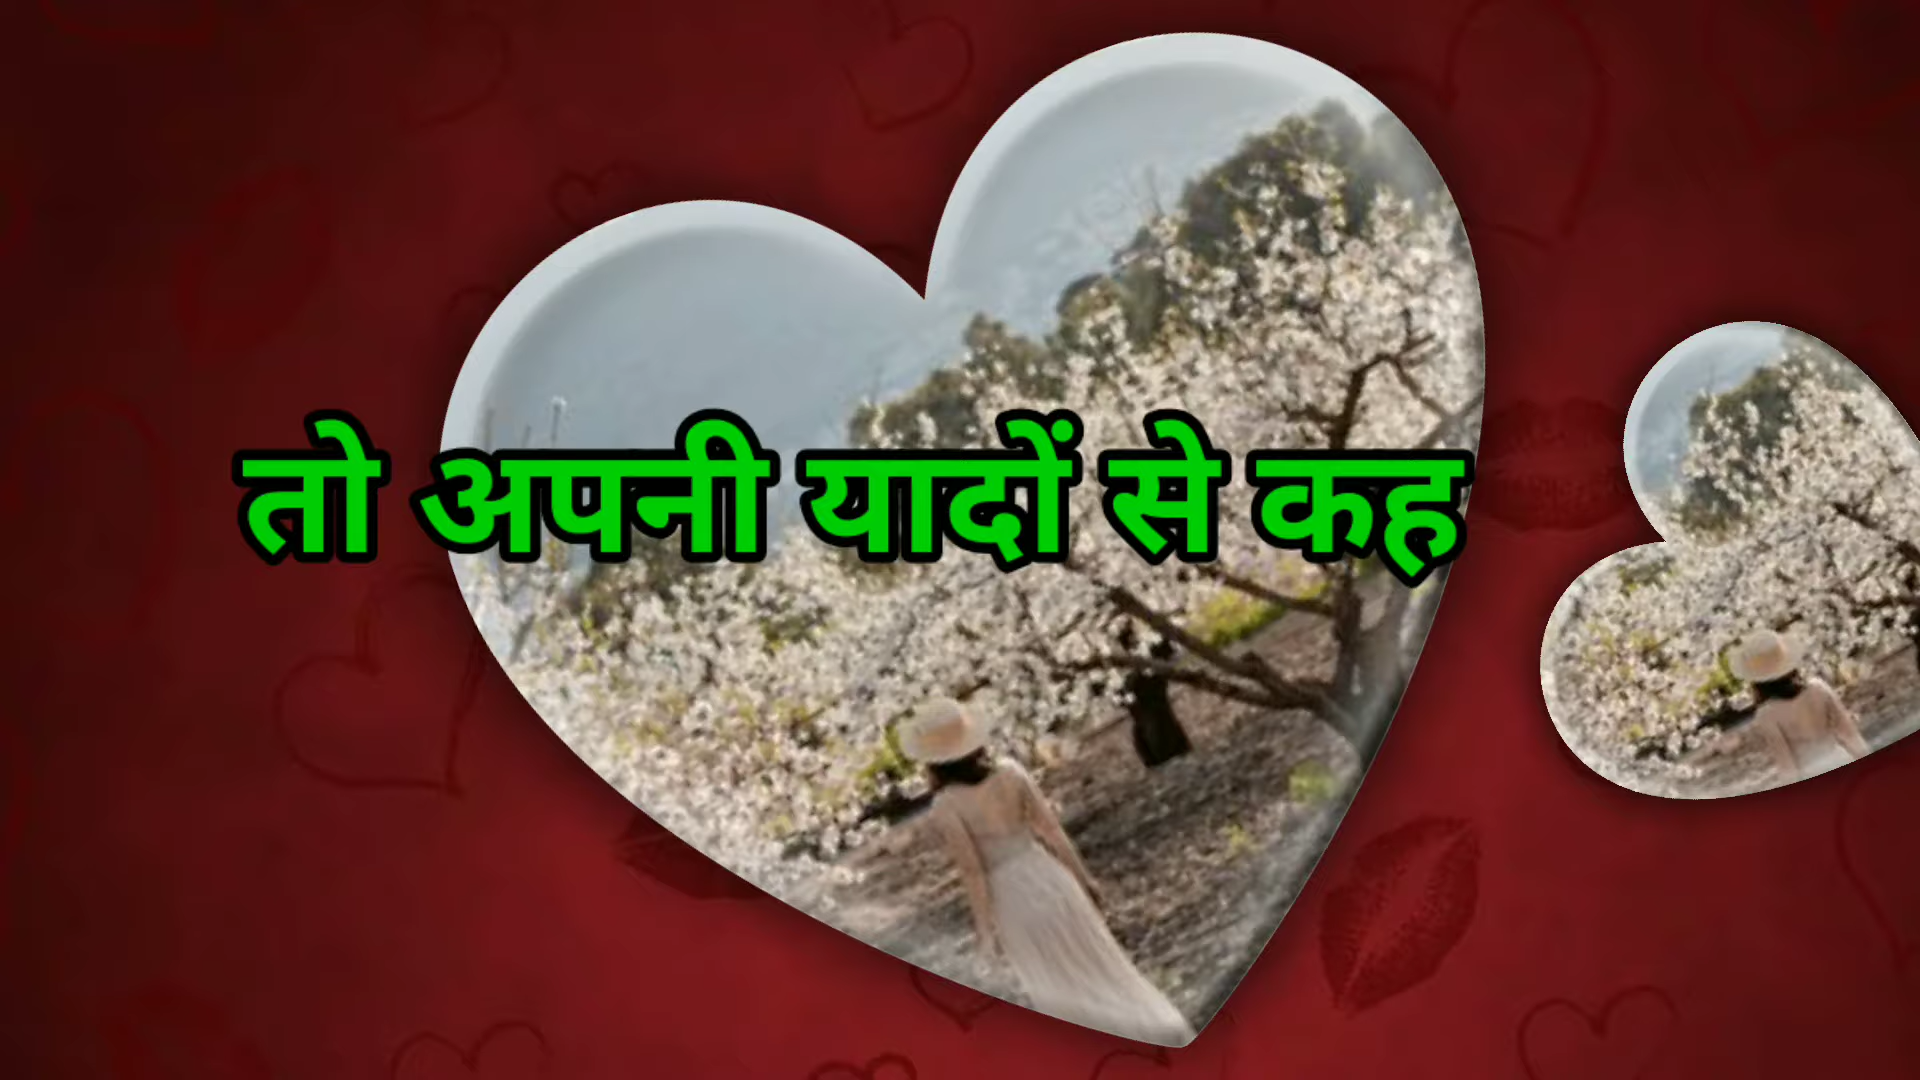 तो अपनी यादों से कह